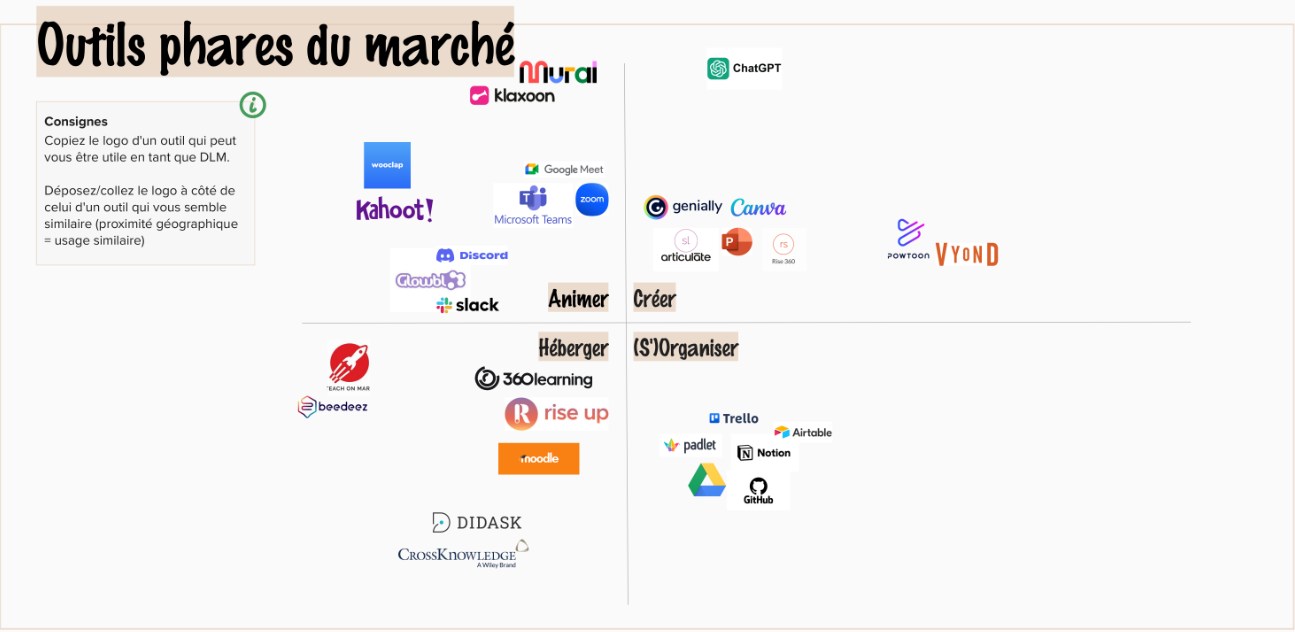 Outils phares du marché
Consignes
Copiez le logo d'un outil qui peut
vous être utile en tant que DLM.
Déposez/collez le logo à côté de
celui d'un outil qui vous semble
similaire (proximité géographique
= usage similaire)
mural
klaxoon
wooclap
Kahoot!
Google Meet
Microsoft Teams
zoom
Discord
Glowbl
slack
Animer
ChatGPT
genially
Canva
sl
articulate
P
rs
Rise 360
POWTOON
VYOND
Créer
Héberger
'EACH ON MAR
beedeez
360learning
R rise up
moodle
DIDASK
CROSSKNOWLEDGE
A Wiley Brand
(S')Organiser
Trello
Airtable
padlet
Notion
GitHub